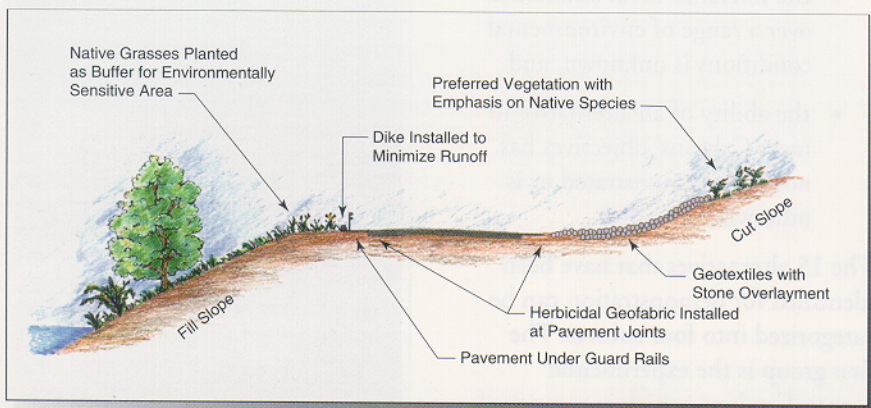 Native Grasses Planted
as Buffer for Environmentally
Sensitive Area
Preferred Vegetation with
Emphasis on Native Species
Dike Installed to
Minimize Runoff
Cut Slope
Geotextiles with
Stone Overlayment
Fill Slope
Herbicidal Geofabric Installed
at Pavement Joints
Pavement Under Guard Rails